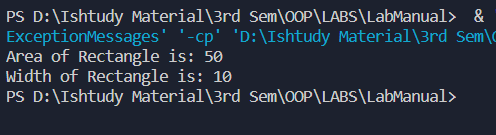 PS D:\Ishtudy Material\3rd Sem\OOP\LABS\LabManual>  &
ExceptionMessages' '-cp' 'D:\Ishtudy Material\3rd Sem\
Area of Rectangle is: 50
Width of Rectangle is: 10
PS D:\Ishtudy Material\3rd Sem\OOP\LABS\LabManual>